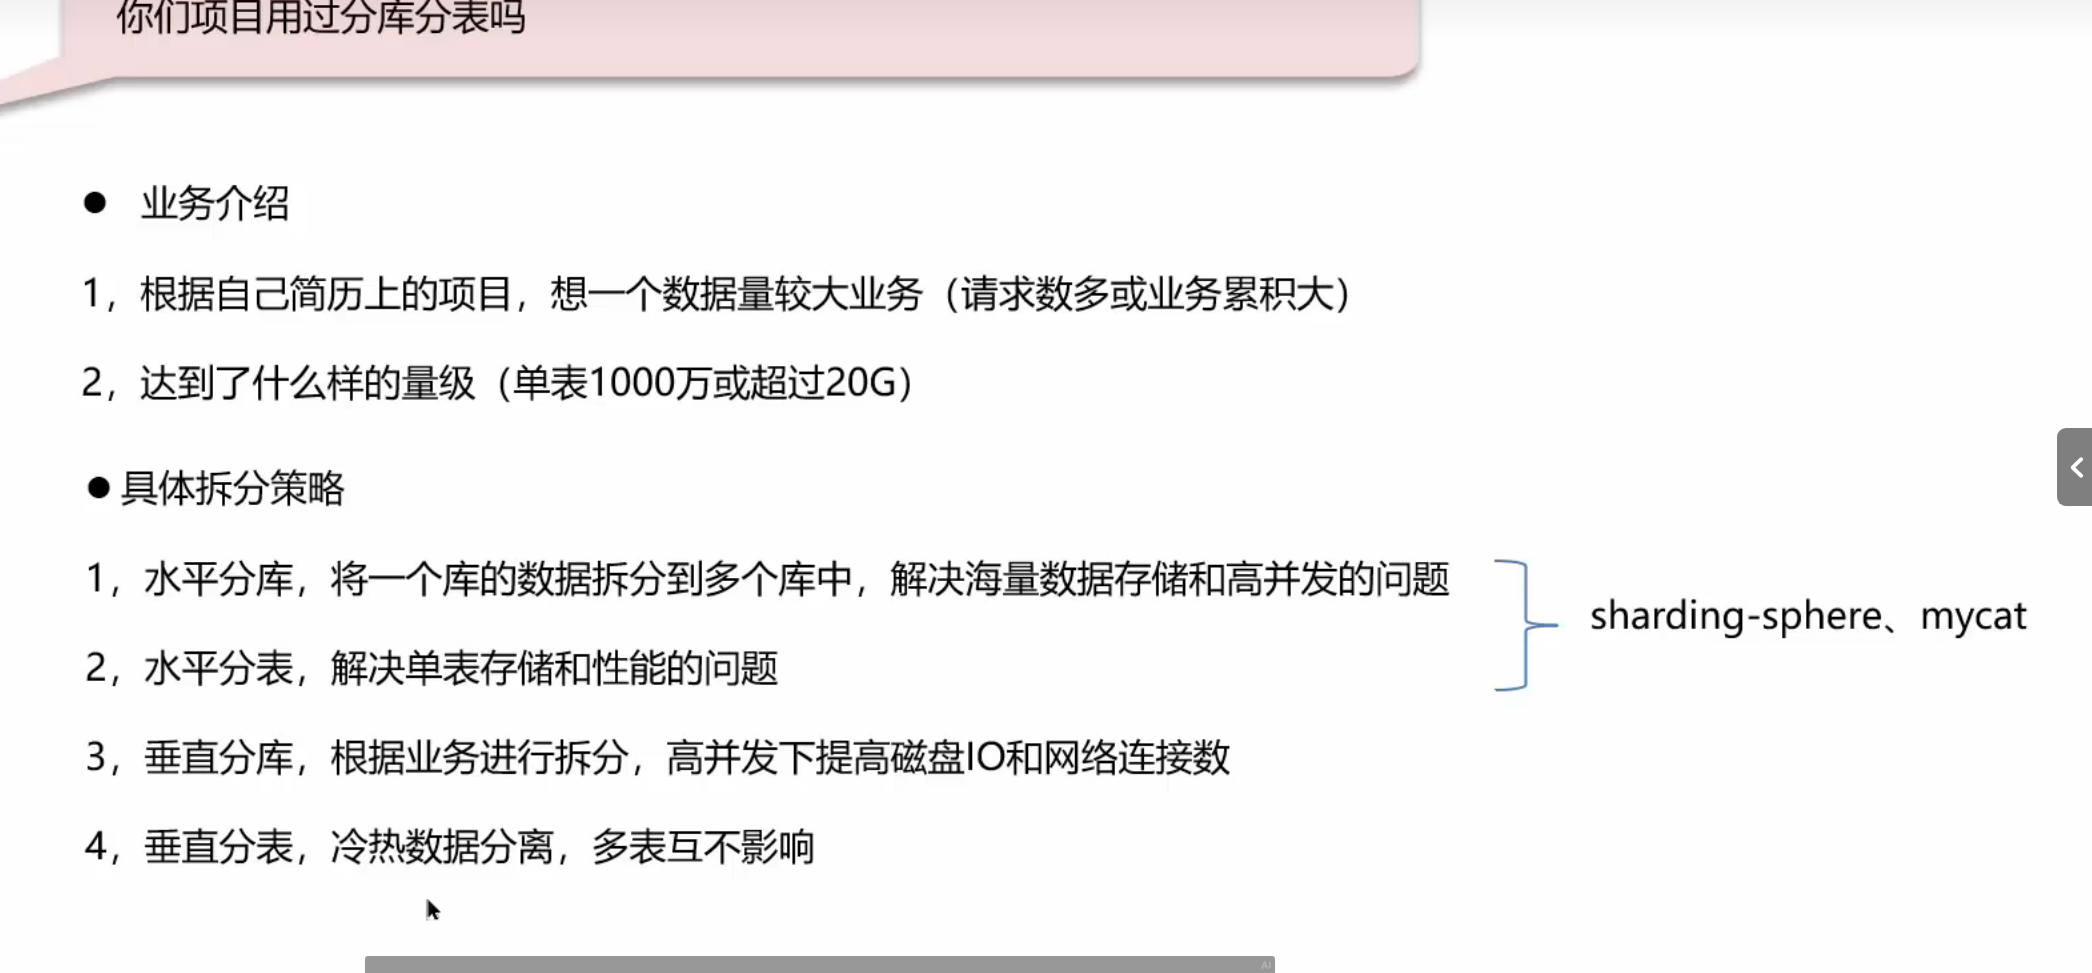 你们项目用过分库分表吗
● 业务介绍
1，根据自己简历上的项目，想一个数据量较大业务（请求数多或业务累积大）
2，达到了什么样的量级（单表1000万或超过20G）
●具体拆分策略
1，水平分库，将一个库的数据拆分到多个库中，解决海量数据存储和高并发的问题
2，水平分表，解决单表存储和性能的问题
sharding-sphere、mycat
3，垂直分库，根据业务进行拆分，高并发下提高磁盘IO和网络连接数
4，垂直分表，冷热数据分离，多表互不影响
AI